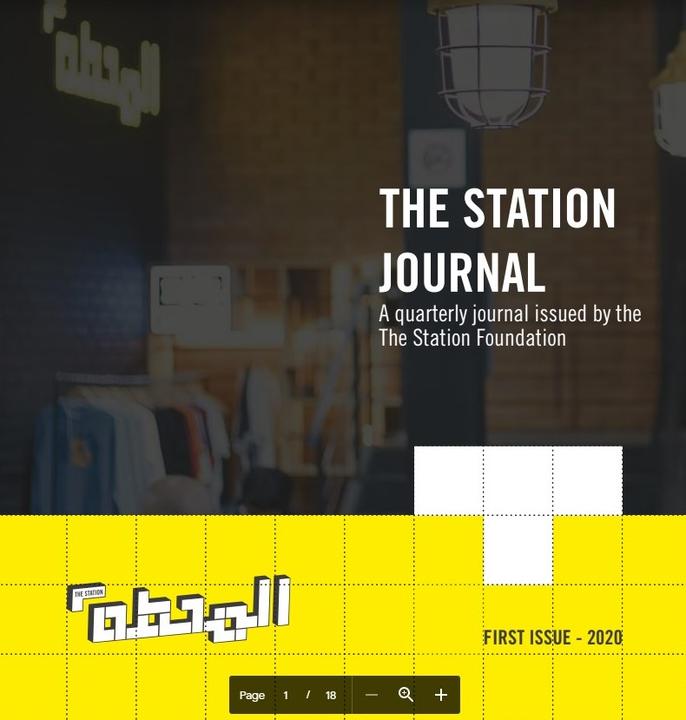 المحطة
THE STATION
JOURNAL
A quarterly journal issued by the
The Station Foundation
THE STATION
المحطة
FIRST ISSUE - 2020
Page 1 / 18